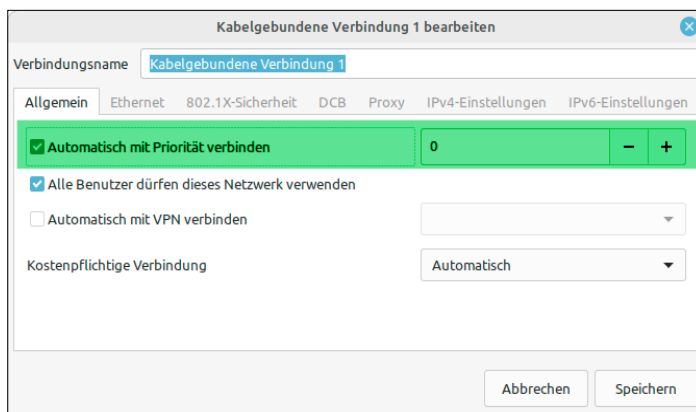 Kabelgebundene Verbindung 1 bearbeiten
Verbindungsname Kabelgebundene Verbindung 1
Allgemein Ethernet 802.1X-Sicherheit DCB Proxy IPv4-Einstellungen IPv6-Einstellungen
Automatisch mit Priorität verbinden 0 − +
Alle Benutzer dürfen dieses Netzwerk verwenden
Automatisch mit VPN verbinden
Kostenpflichtige Verbindung Automatisch
Abbrechen Speichern